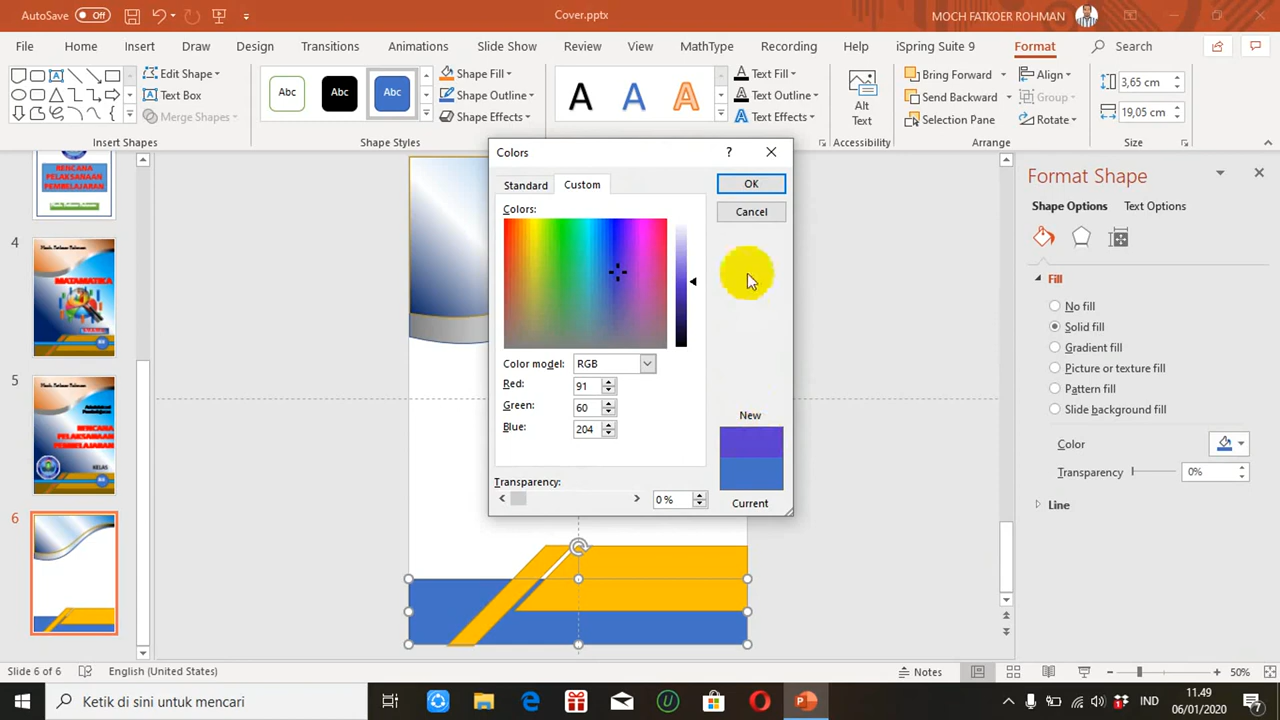 AutoSave Off
Cover.pptx
MOCH FATKOER ROHMAN
File Home Insert Draw Design Transitions Animations Slide Show Review View MathType Recording Help iSpring Suite 9 Format Search
Edit Shape
Text Box
Merge Shapes
Abc Abc Abc
Shape Fill
Shape Outline
Shape Effects
A A A
Text Fill
Text Outline
Text Effects
Alt
Text
Bring Forward
Send Backward
Selection Pane
Align
Group
Rotate
3,65 cm
19,05 cm
Insert Shapes
Shape Styles
Accessibility
Arrange
Size
RENCANA
PELAKSANAAN
PEMBELAJARAN
4
MATAMATIKA
5
RENCANA
PELAKSANAAN
PEMBELAJARAN
KELAS
6
Colors
?
Standard
Custom
OK
Cancel
Colors:
Color model: RGB
Red: 91
Green: 60
Blue: 204
Transparency:
0 %
New
Current
Format Shape
Shape Options Text Options
Fill
No fill
Solid fill
Gradient fill
Picture or texture fill
Pattern fill
Slide background fill
Color
Transparency 0%
Line
Slide 6 of 6 English (United States)
Notes
50%
Ketik di sini untuk mencari
IND
11.49
06/01/2020
7